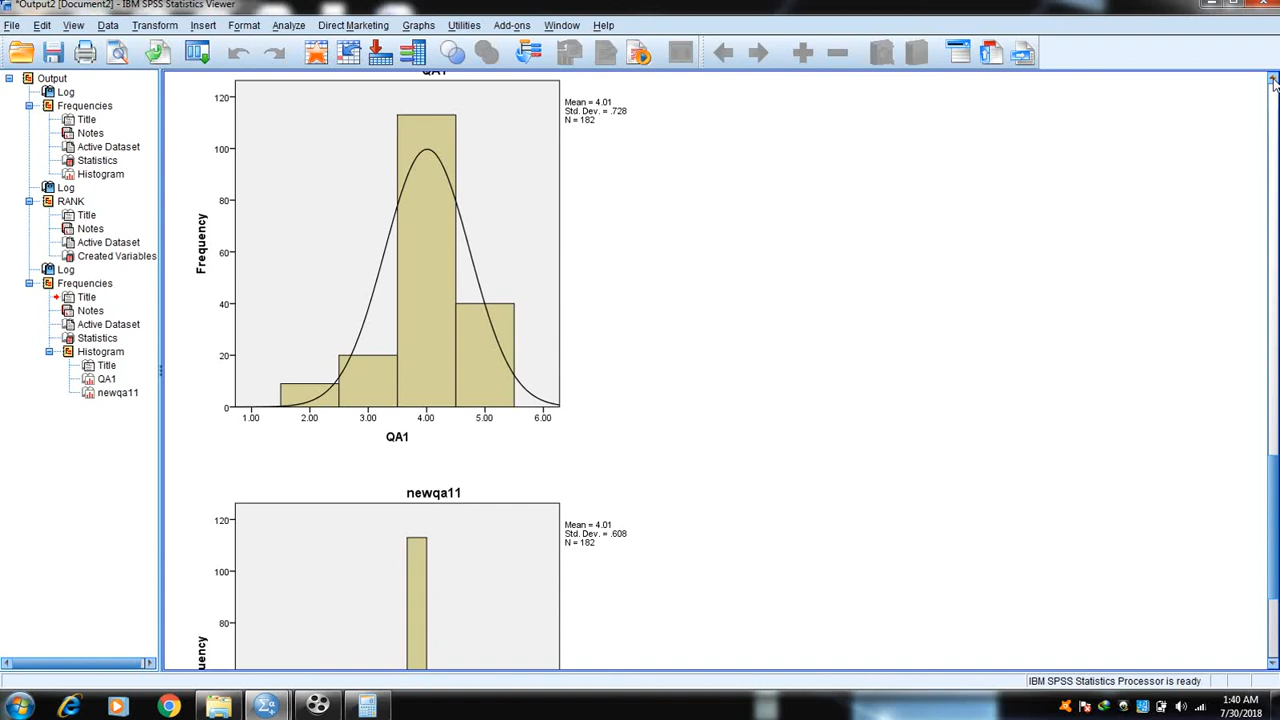 *Output2 [Document2] - IBM SPSS Statistics Viewer
File Edit View Data Transform Insert Format Analyze Direct Marketing Graphs Utilities Add-ons Window Help
Output
Log
Frequencies
Title
Notes
Active Dataset
Statistics
Histogram
Log
RANK
Title
Notes
Active Dataset
Created Variables
Log
Frequencies
Title
Notes
Active Dataset
Statistics
Histogram
Title
QA1
newqa11
QA1
Mean = 4.01
Std. Dev. = .728
N = 182
Frequency
120
100
80
60
40
20
0
1.00 2.00 3.00 4.00 5.00 6.00
QA1
newqa11
Mean = 4.01
Std. Dev. = .608
N = 182
120
100
80
IBM SPSS Statistics Processor is ready
1:40 AM
7/30/2018